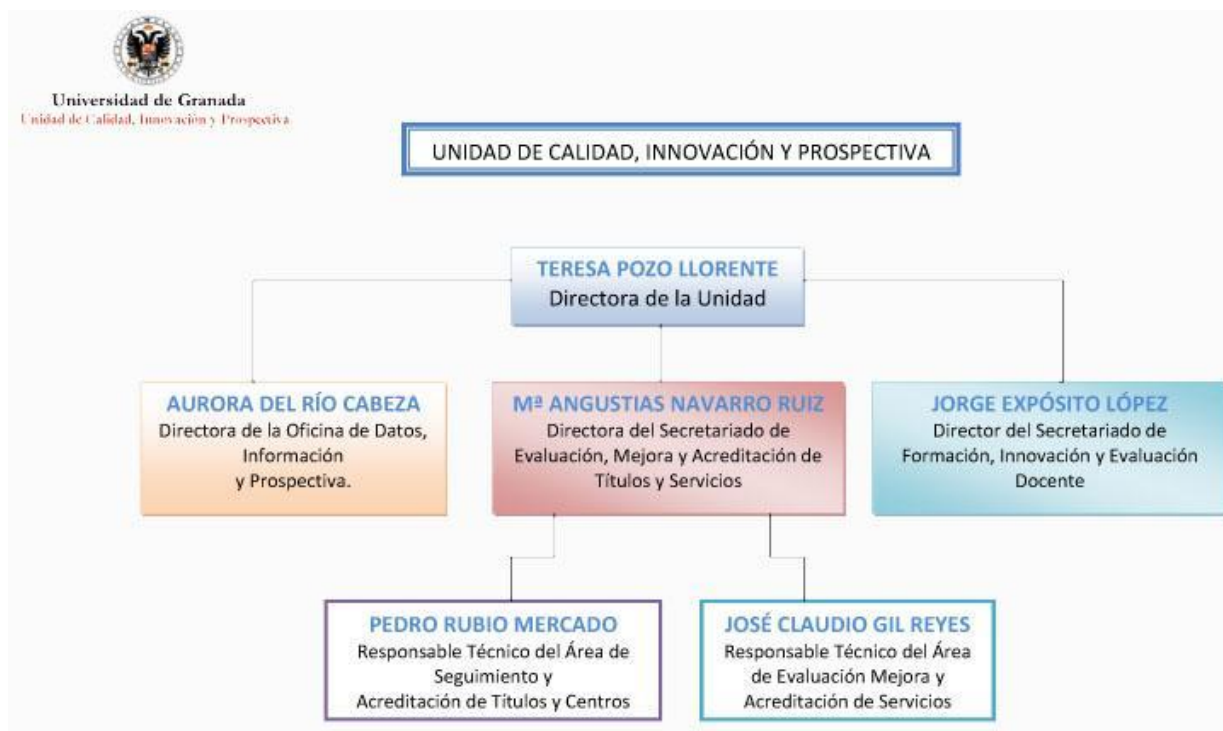 Universidad de Granada
Unidad de Calidad, Innovación y Prospectiva
UNIDAD DE CALIDAD, INNOVACIÓN Y PROSPECTIVA
TERESA POZO LLORENTE
Directora de la Unidad
AURORA DEL RÍO CABEZA
Directora de la Oficina de Datos,
Información
y Prospectiva.
Mª ANGUSTIAS NAVARRO RUIZ
Directora del Secretariado de
Evaluación, Mejora y Acreditación de
Títulos y Servicios
JORGE EXPÓSITO LÓPEZ
Director del Secretariado de
Formación, Innovación y Evaluación
Docente
PEDRO RUBIO MERCADO
Responsable Técnico del Área de
Seguimiento y
Acreditación de Títulos y Centros
JOSÉ CLAUDIO GIL REYES
Responsable Técnico del Área
de Evaluación Mejora y
Acreditación de Servicios